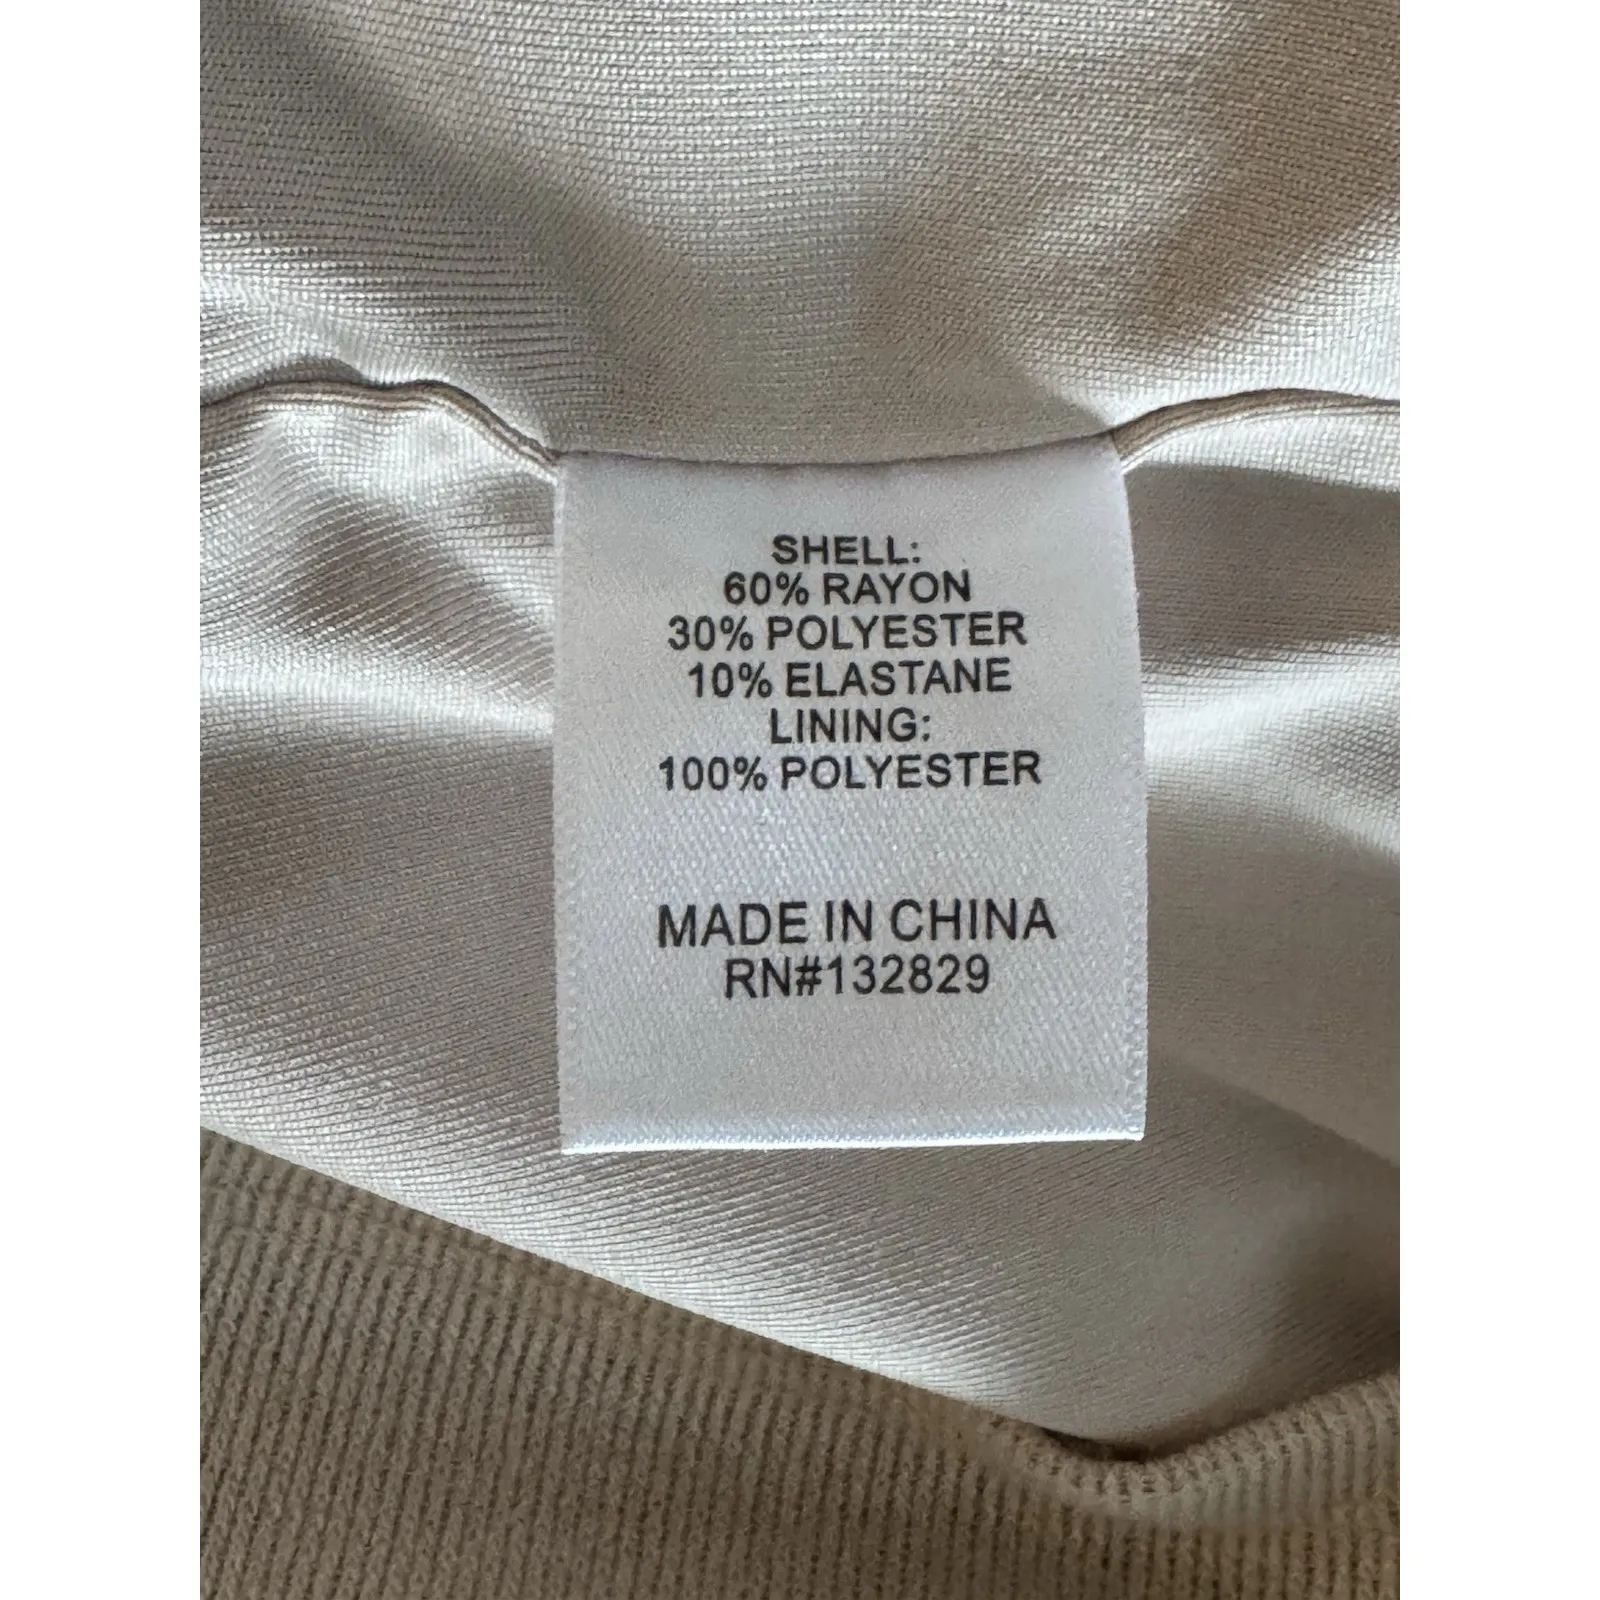 SHELL:
60% RAYON
30% POLYESTER
10% ELASTANE
LINING:
100% POLYESTER
MADE IN CHINA
RN#132829